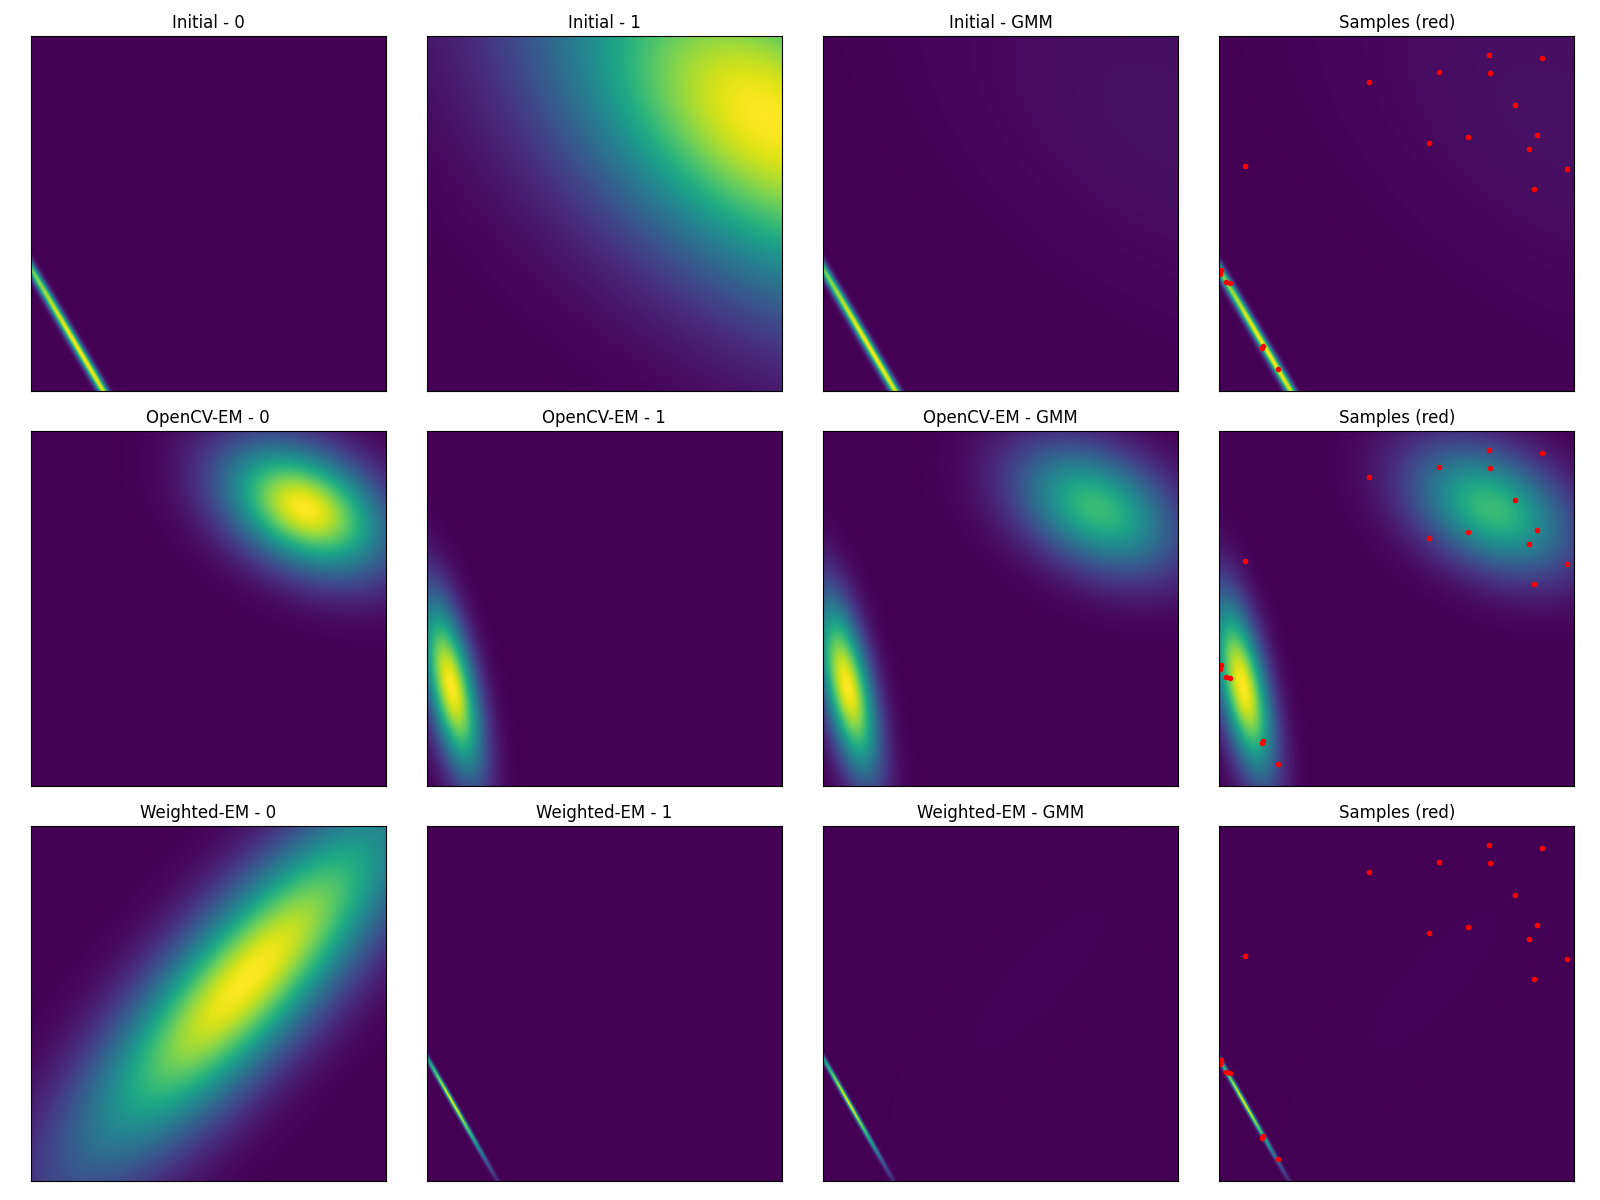 Initial - 0
Initial - 1
Initial - GMM
Samples (red)
OpenCV-EM - 0
OpenCV-EM - 1
OpenCV-EM - GMM
Samples (red)
Weighted-EM - 0
Weighted-EM - 1
Weighted-EM - GMM
Samples (red)